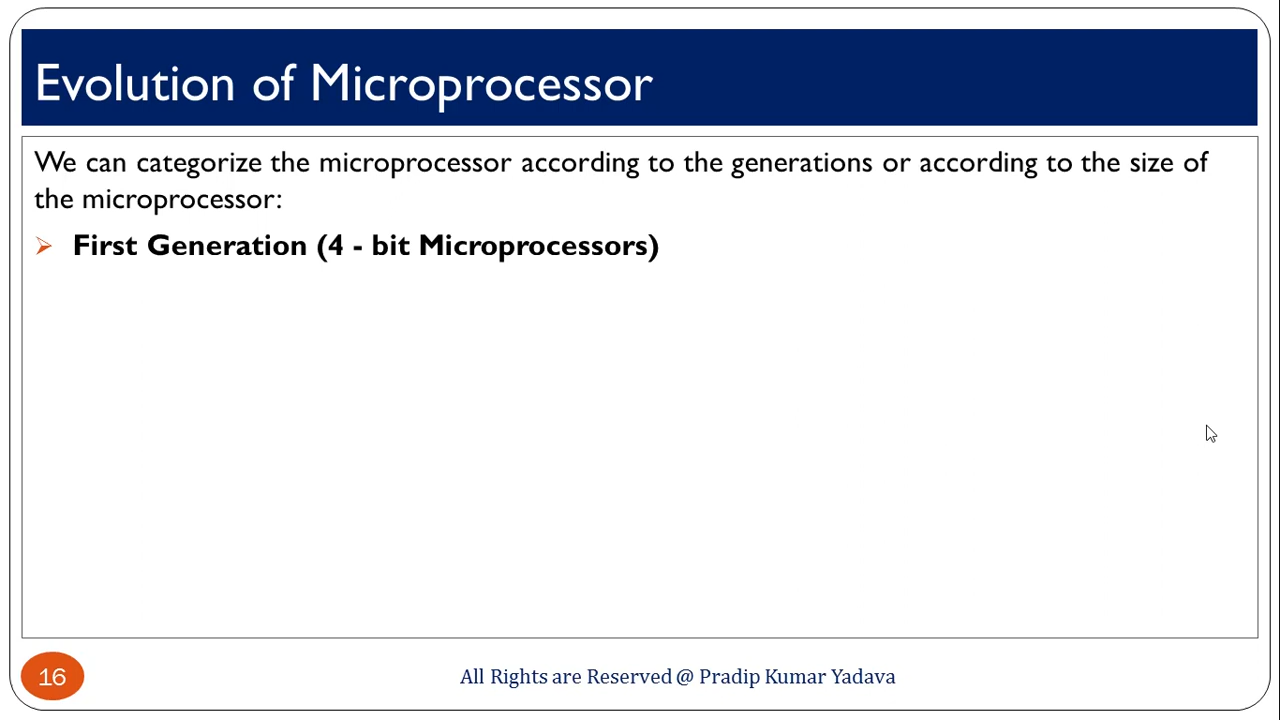 Evolution of Microprocessor
We can categorize the microprocessor according to the generations or according to the size of
the microprocessor:
First Generation (4 - bit Microprocessors)
16
All Rights are Reserved @ Pradip Kumar Yadava